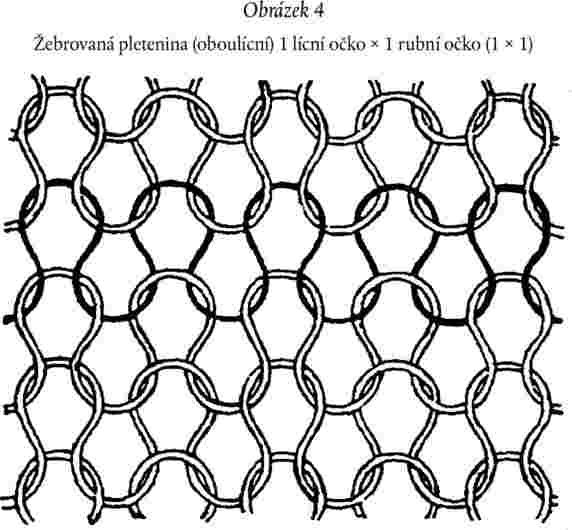 Obrázek 4
Žebrovaná pletenina (oboulícní) 1 lícní očko × 1 rubní očko (1 × 1)